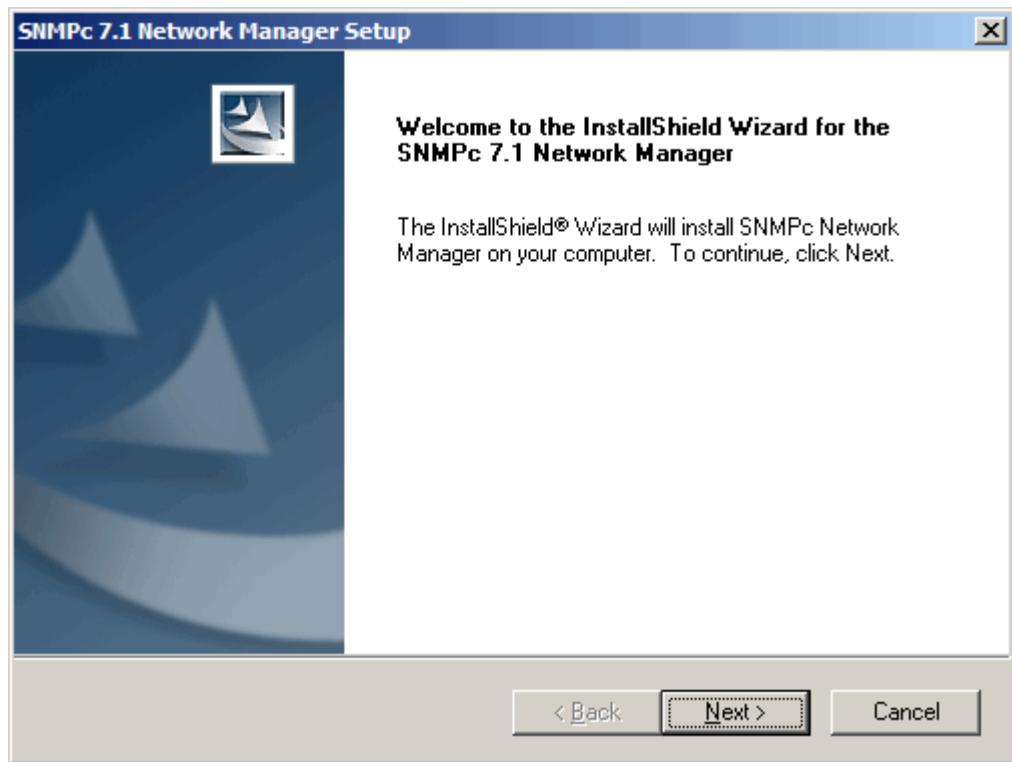 SNMPc 7.1 Network Manager Setup
Welcome to the InstallShield Wizard for the
SNMPc 7.1 Network Manager
The InstallShield® Wizard will install SNMPc Network
Manager on your computer.  To continue, click Next.
< Back
Next >
Cancel